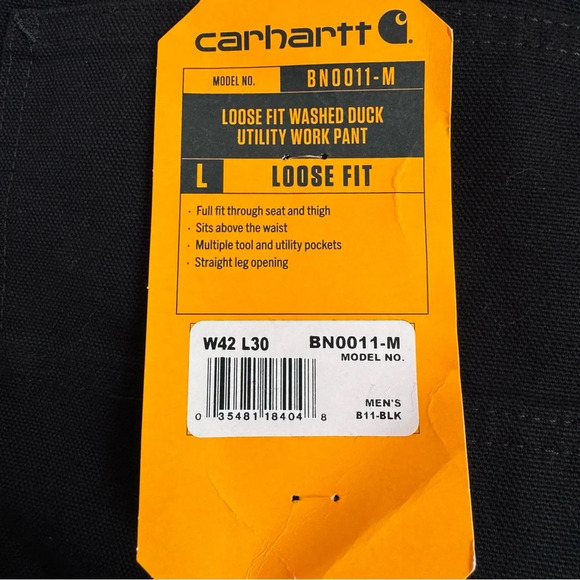 carhartt
MODEL NO. BN0011-M
LOOSE FIT WASHED DUCK
UTILITY WORK PANT
L LOOSE FIT
· Full fit through seat and thigh
· Sits above the waist
· Multiple tool and utility pockets
· Straight leg opening
W42 L30 BN0011-M
MODEL NO.
0 35481 18404 8
MEN'S
B11-BLK